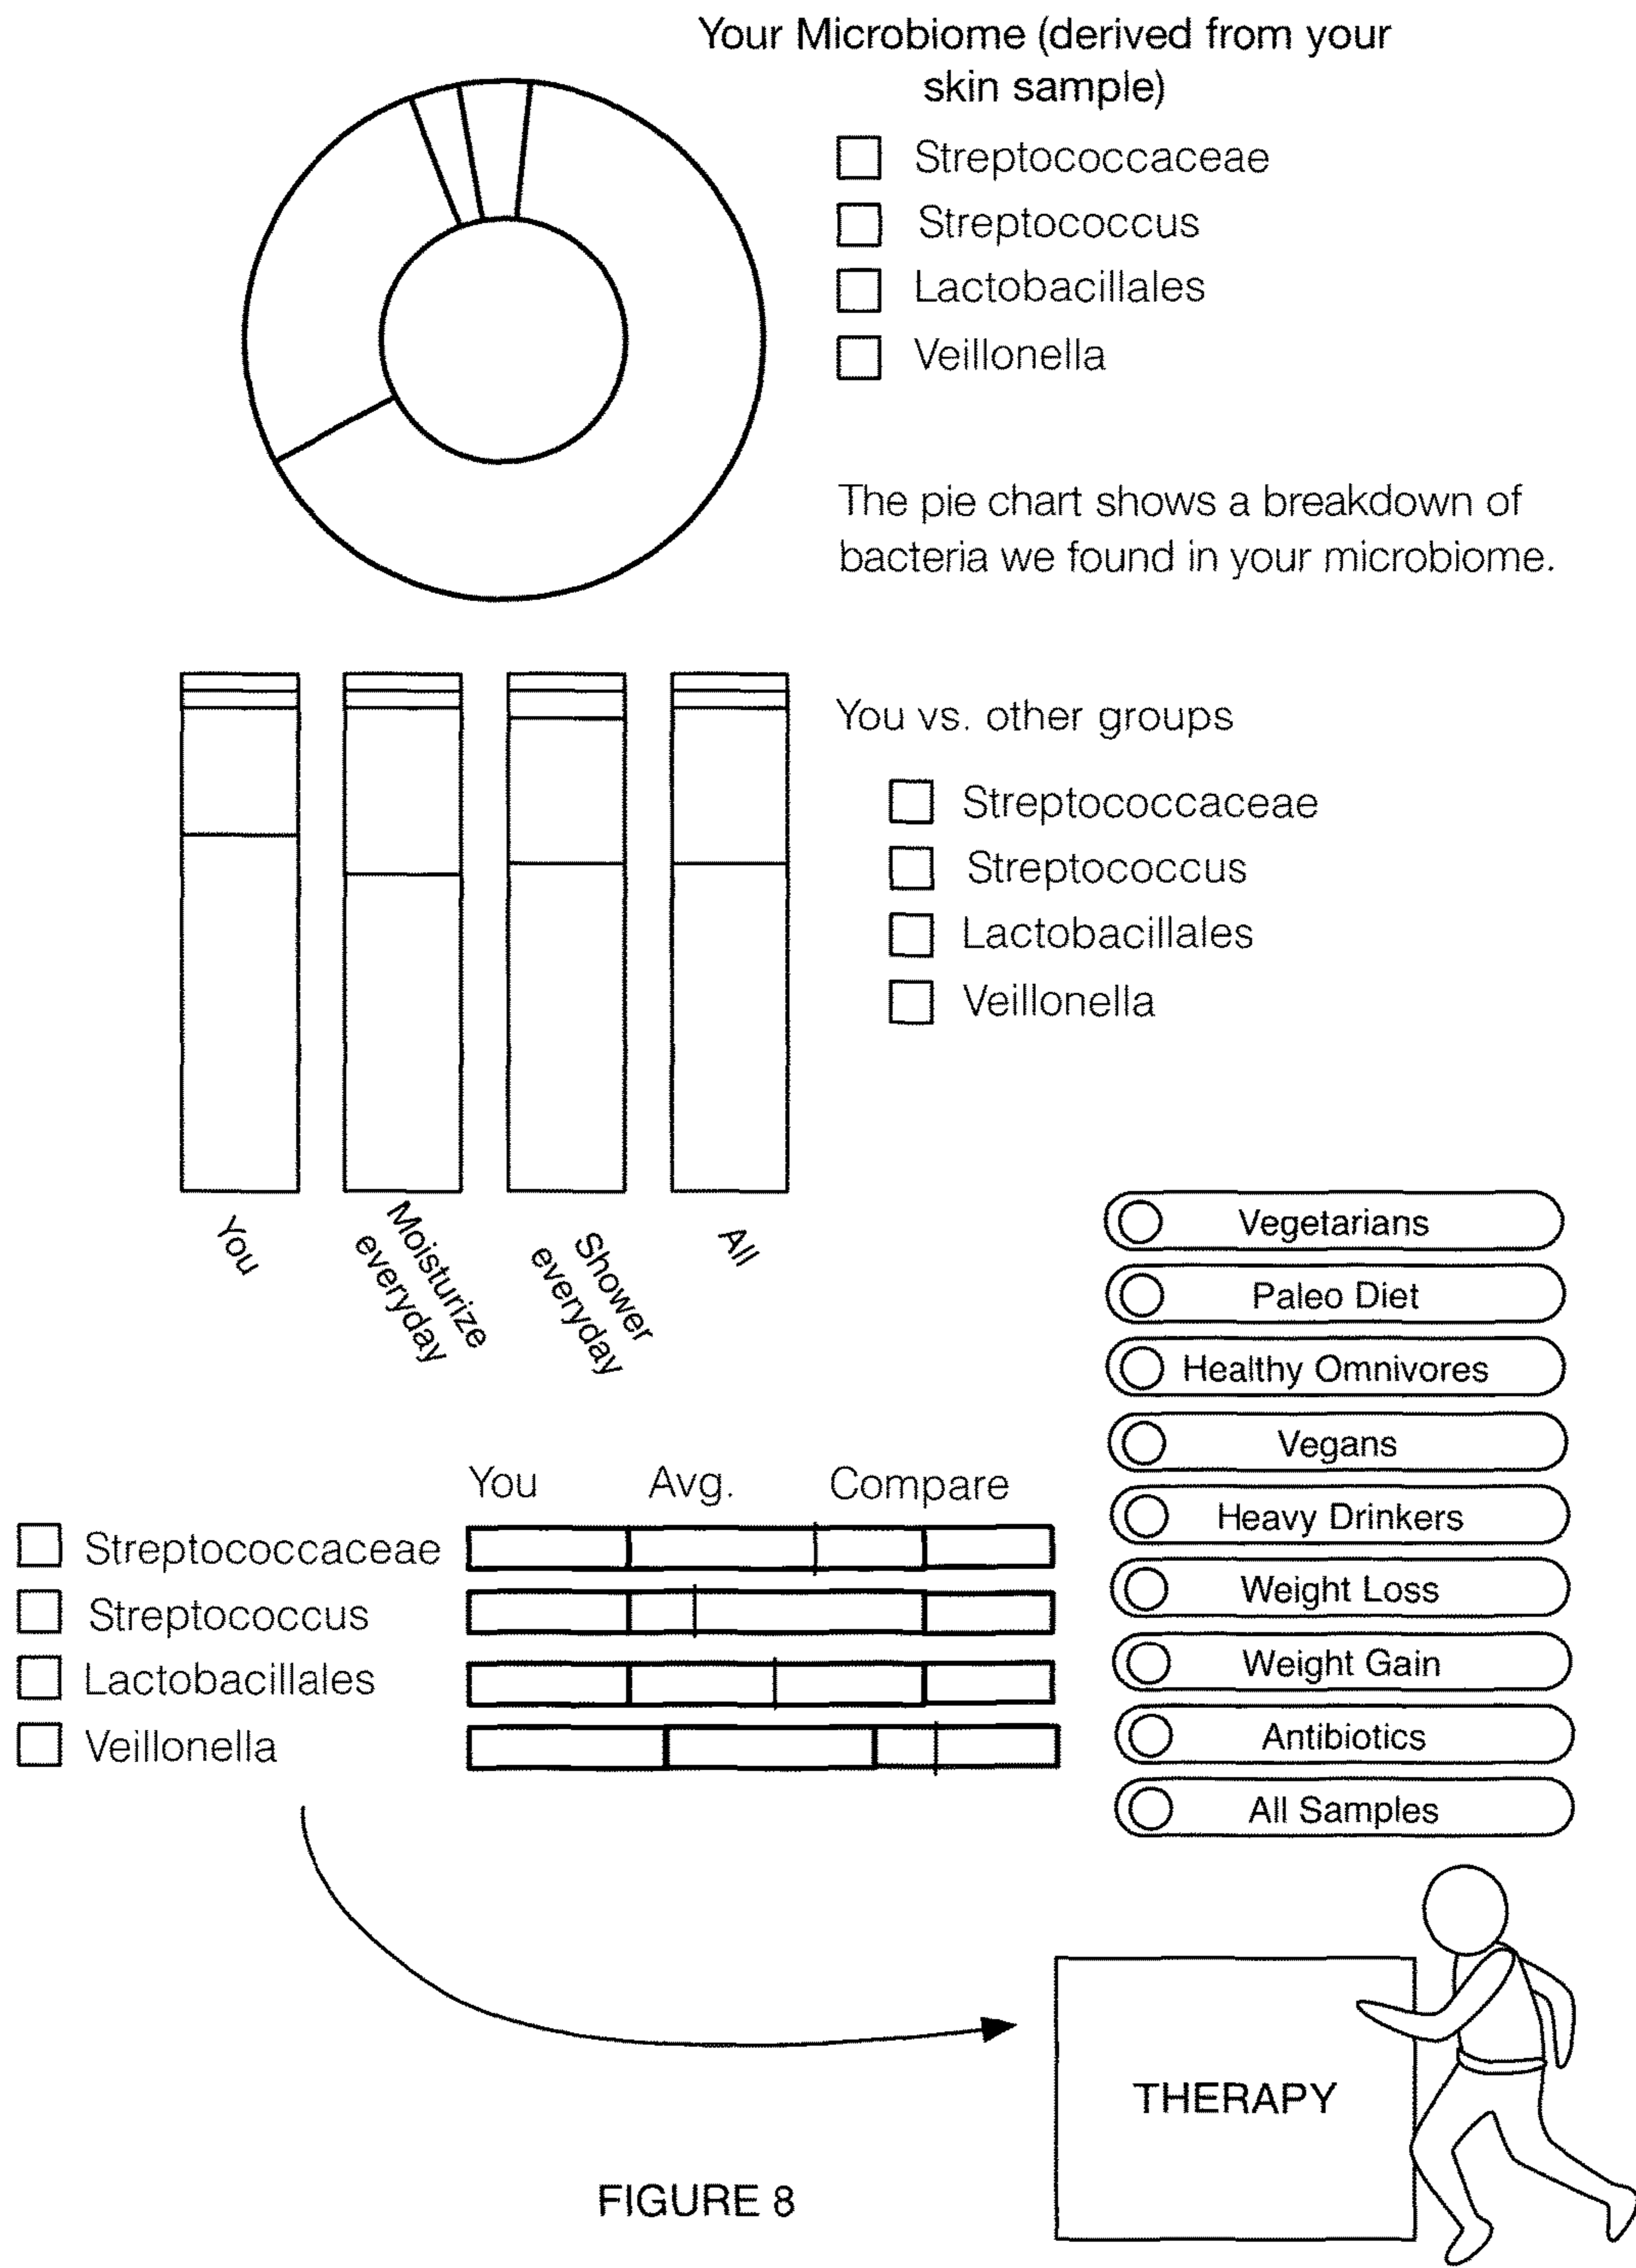 Your Microbiome (derived from your
skin sample)
Streptococcaceae
Streptococcus
Lactobacillales
Veillonella
The pie chart shows a breakdown of
bacteria we found in your microbiome.
You vs. other groups
Streptococcaceae
Streptococcus
Lactobacillales
Veillonella
You
Moisturize
everyday
Shower
everyday
All
Vegetarians
Paleo Diet
Healthy Omnivores
Vegans
Heavy Drinkers
Weight Loss
Weight Gain
Antibiotics
All Samples
You Avg. Compare
Streptococcaceae
Streptococcus
Lactobacillales
Veillonella
THERAPY
FIGURE 8